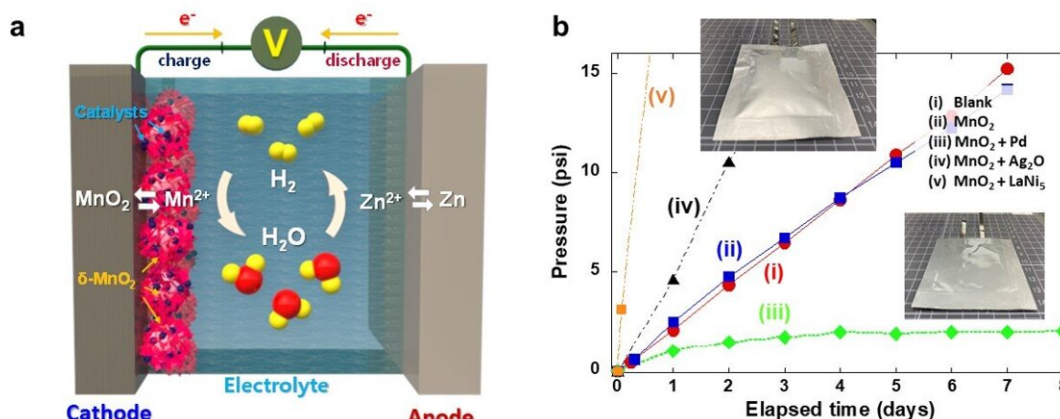 a
e⁻
e⁻
V
charge
discharge
Catalysts
H₂
MnO₂
Mn²⁺
Zn²⁺
Zn
H₂O
δ-MnO₂
Electrolyte
Cathode
Anode
b
15
10
5
0
Pressure (psi)
(v)
(iv)
(ii)
(i)
(iii)
(i) Blank
(ii) MnO₂
(iii) MnO₂ + Pd
(iv) MnO₂ + Ag₂O
(v) MnO₂ + LaNi₅
0 1 2 3 4 5 6 7 8
Elapsed time (days)